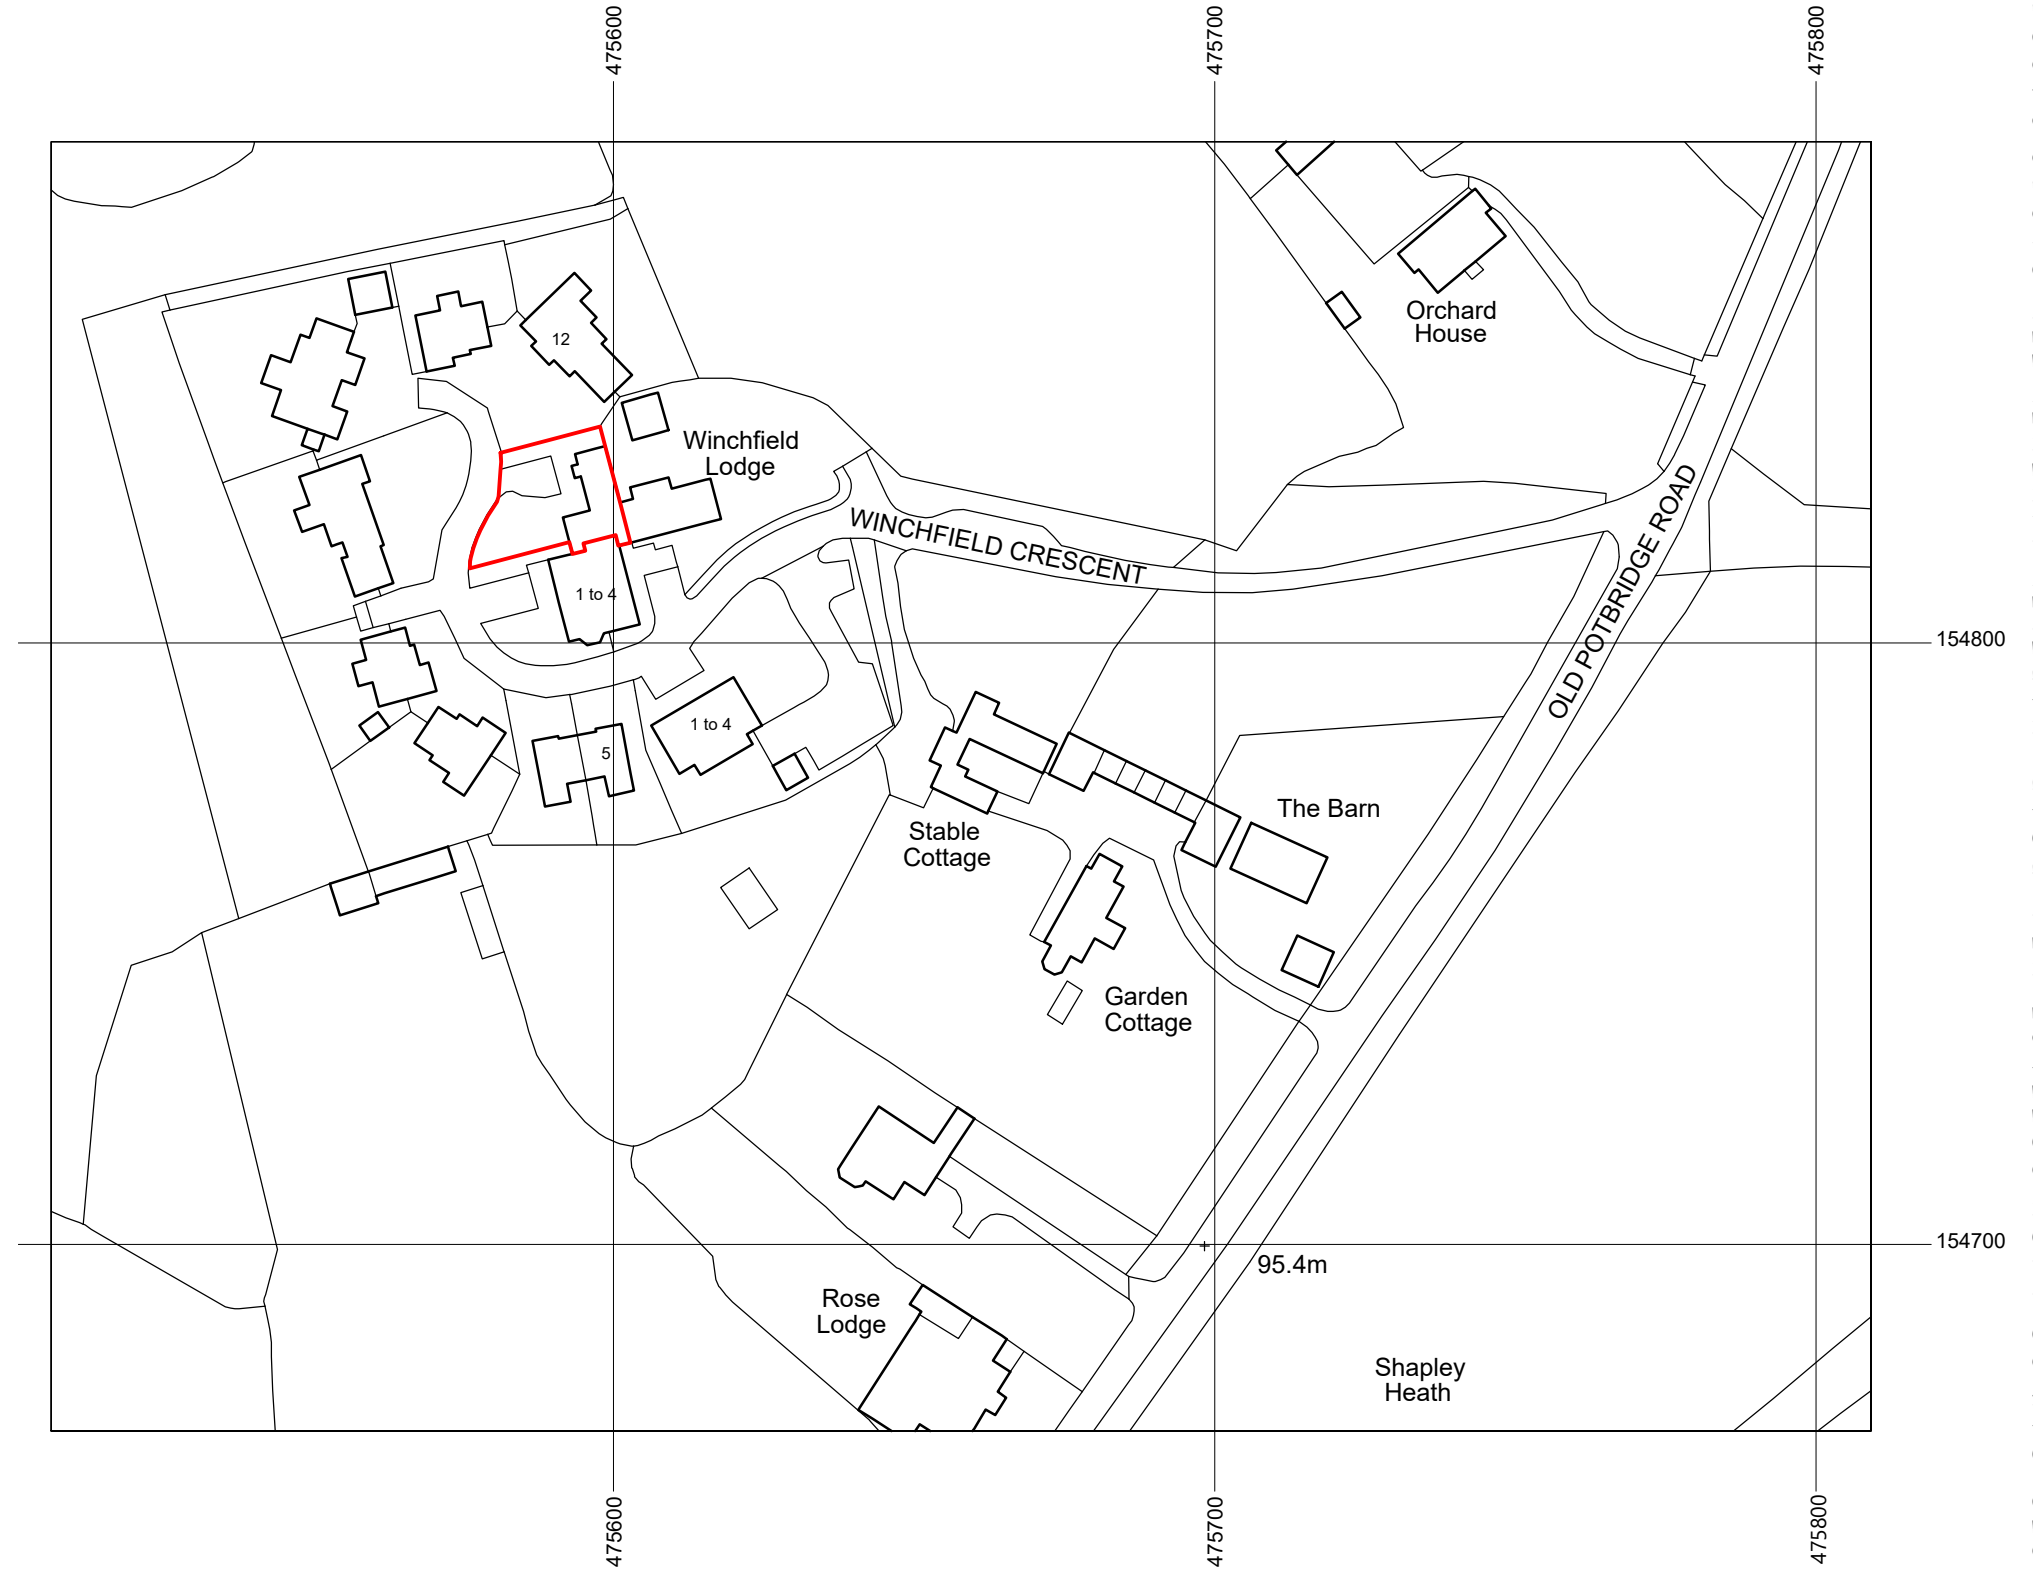 475600
475700
475800
Orchard
House
12
Winchfield
Lodge
WINCHFIELD CRESCENT
OLD POTBRIDGE ROAD
1 to 4
154800
1 to 4
5
The Barn
Stable
Cottage
Garden
Cottage
154700
95.4m
Rose
Lodge
Shapley
Heath
475600
475700
475800